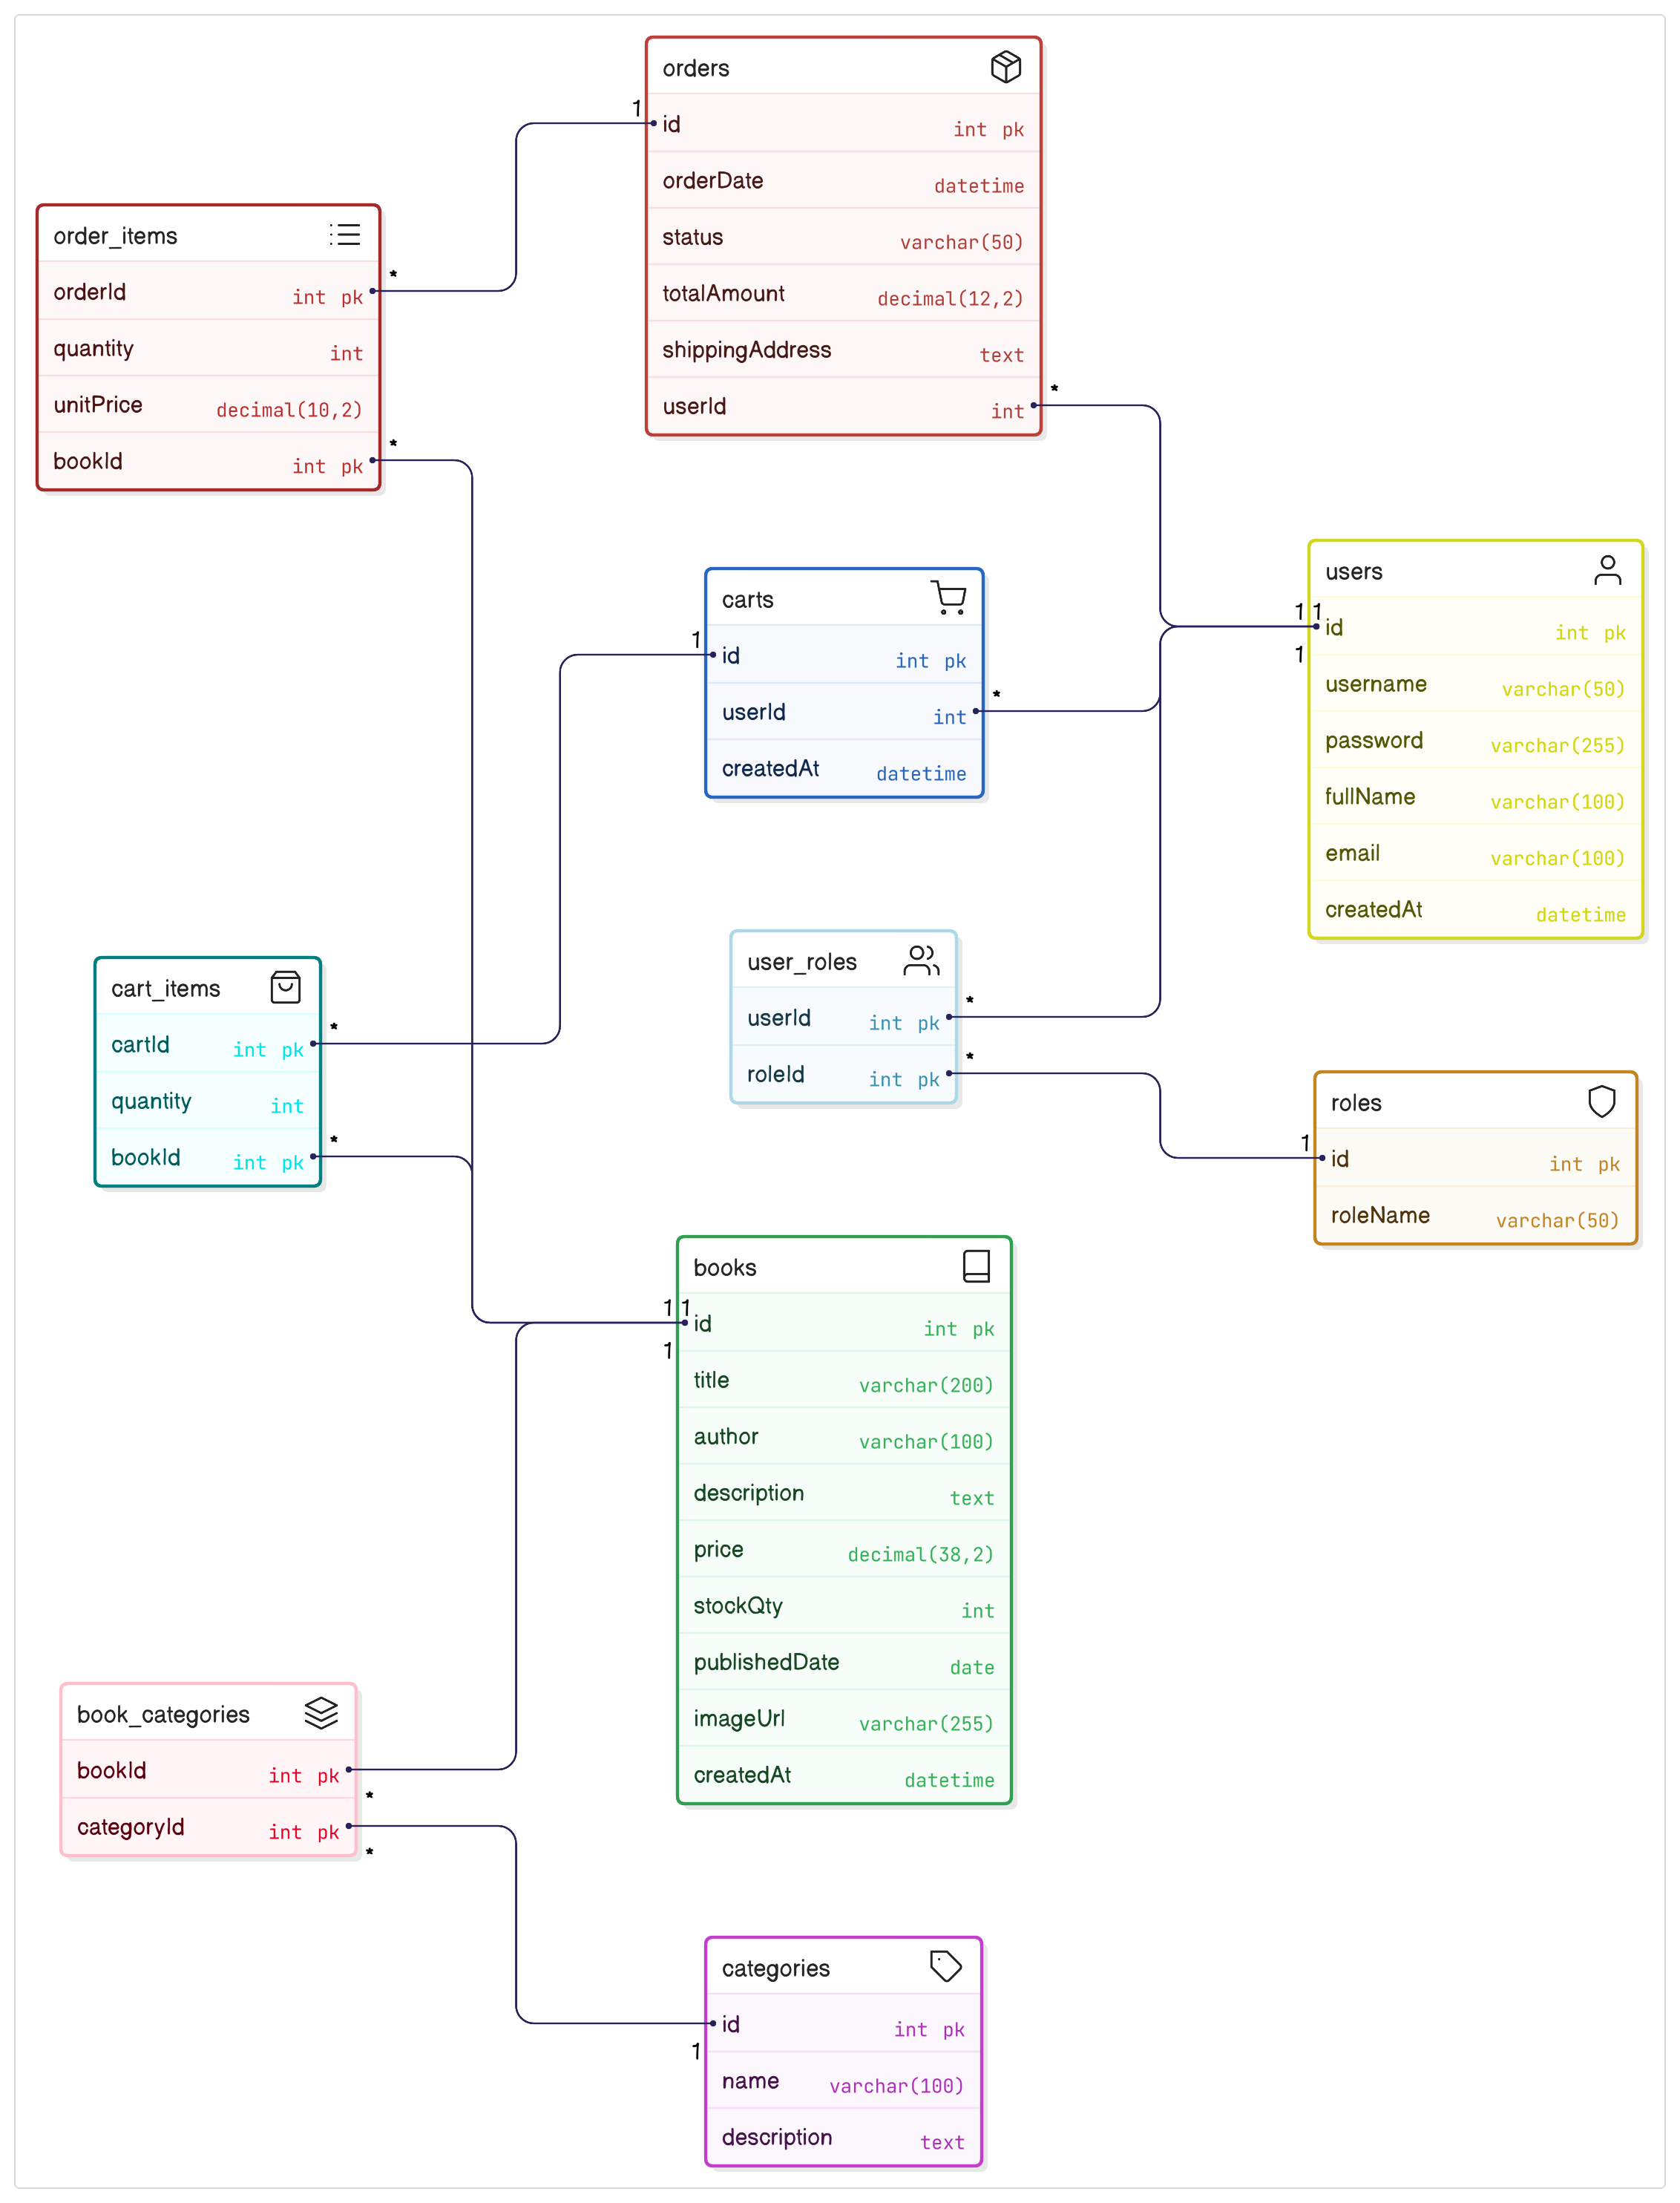 orders
1
id int pk
orderDate datetime
status varchar(50)
totalAmount decimal(12,2)
shippingAddress text
*
userId int
order_items
*
orderId int pk
quantity int
unitPrice decimal(10,2)
*
bookId int pk
carts
1
id int pk
*
userId int
createdAt datetime
users
1 1
id int pk
1
username varchar(50)
password varchar(255)
fullName varchar(100)
email varchar(100)
createdAt datetime
cart_items
*
cartId int pk
quantity int
*
bookId int pk
user_roles
*
userId int pk
*
roleId int pk
roles
1
id int pk
roleName varchar(50)
books
1 1
id int pk
1
title varchar(200)
author varchar(100)
description text
price decimal(38,2)
stockQty int
publishedDate date
imageUrl varchar(255)
createdAt datetime
book_categories
bookId int pk
*
categoryId int pk
*
categories
id int pk
1
name varchar(100)
description text